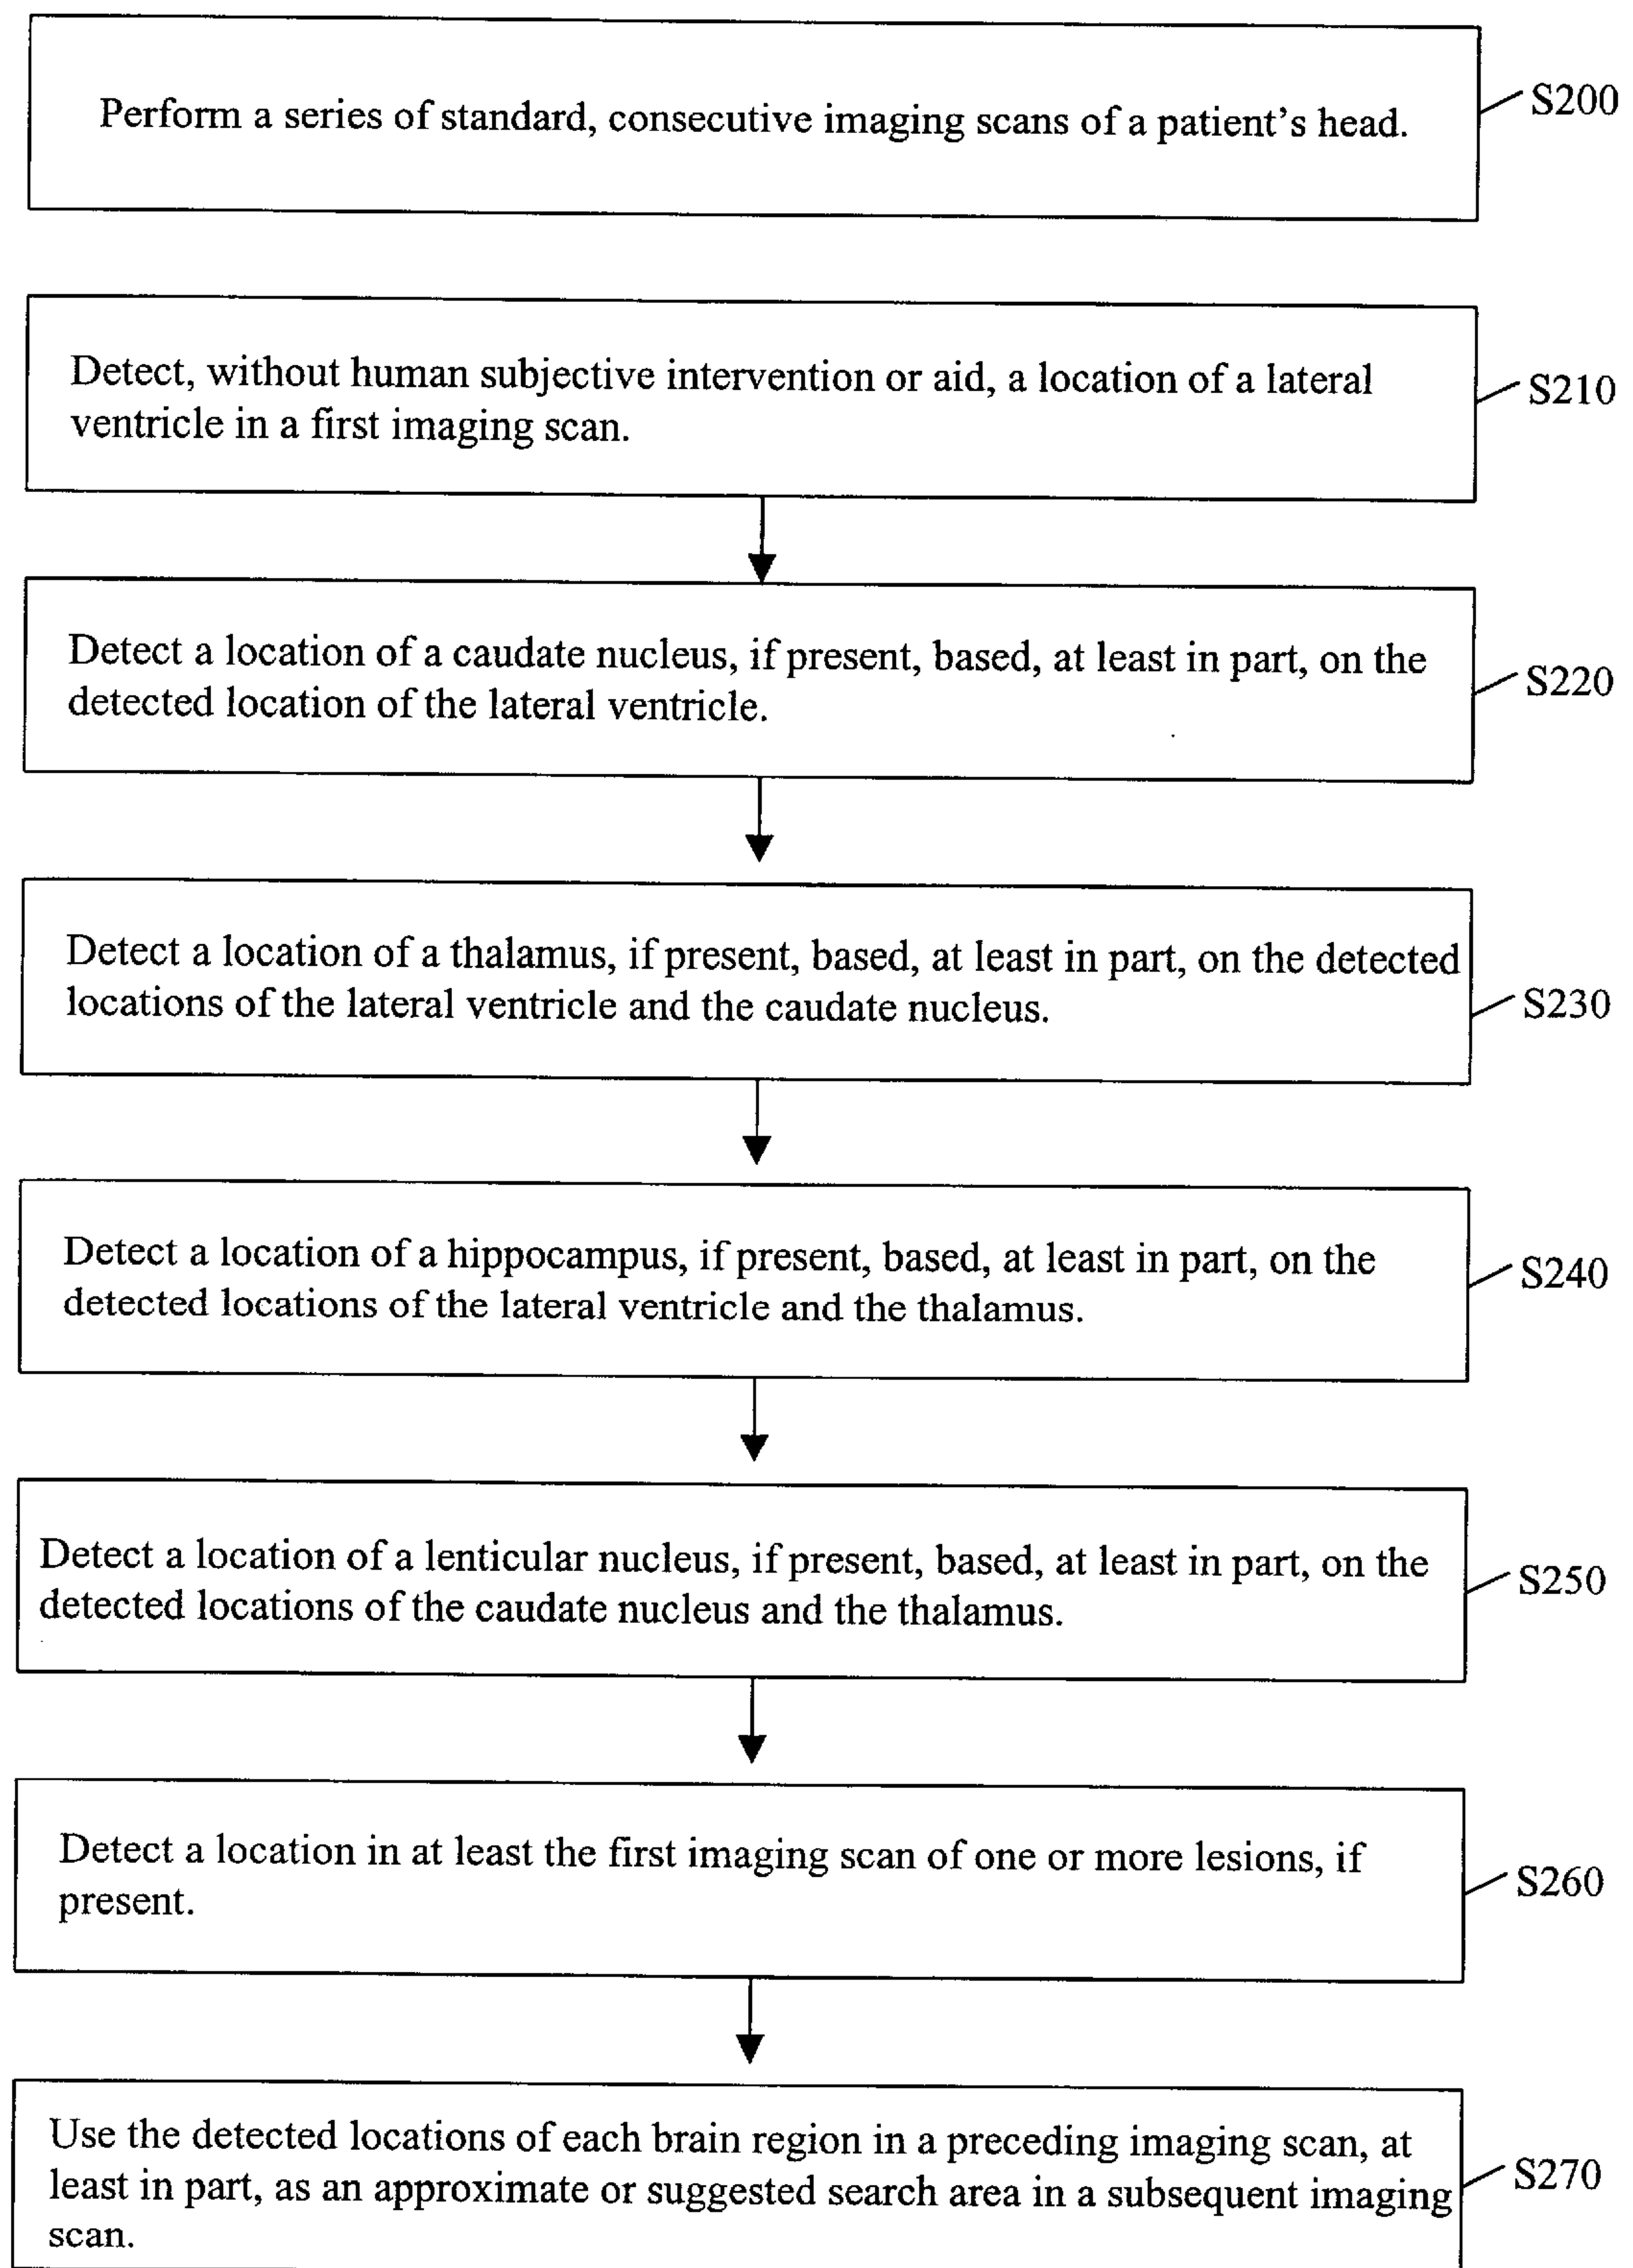 Perform a series of standard, consecutive imaging scans of a patient's head.
S200
Detect, without human subjective intervention or aid, a location of a lateral
ventricle in a first imaging scan.
S210
Detect a location of a caudate nucleus, if present, based, at least in part, on the
detected location of the lateral ventricle.
S220
Detect a location of a thalamus, if present, based, at least in part, on the detected
locations of the lateral ventricle and the caudate nucleus.
S230
Detect a location of a hippocampus, if present, based, at least in part, on the
detected locations of the lateral ventricle and the thalamus.
S240
Detect a location of a lenticular nucleus, if present, based, at least in part, on the
detected locations of the caudate nucleus and the thalamus.
S250
Detect a location in at least the first imaging scan of one or more lesions, if
present.
S260
Use the detected locations of each brain region in a preceding imaging scan, at
least in part, as an approximate or suggested search area in a subsequent imaging
scan.
S270